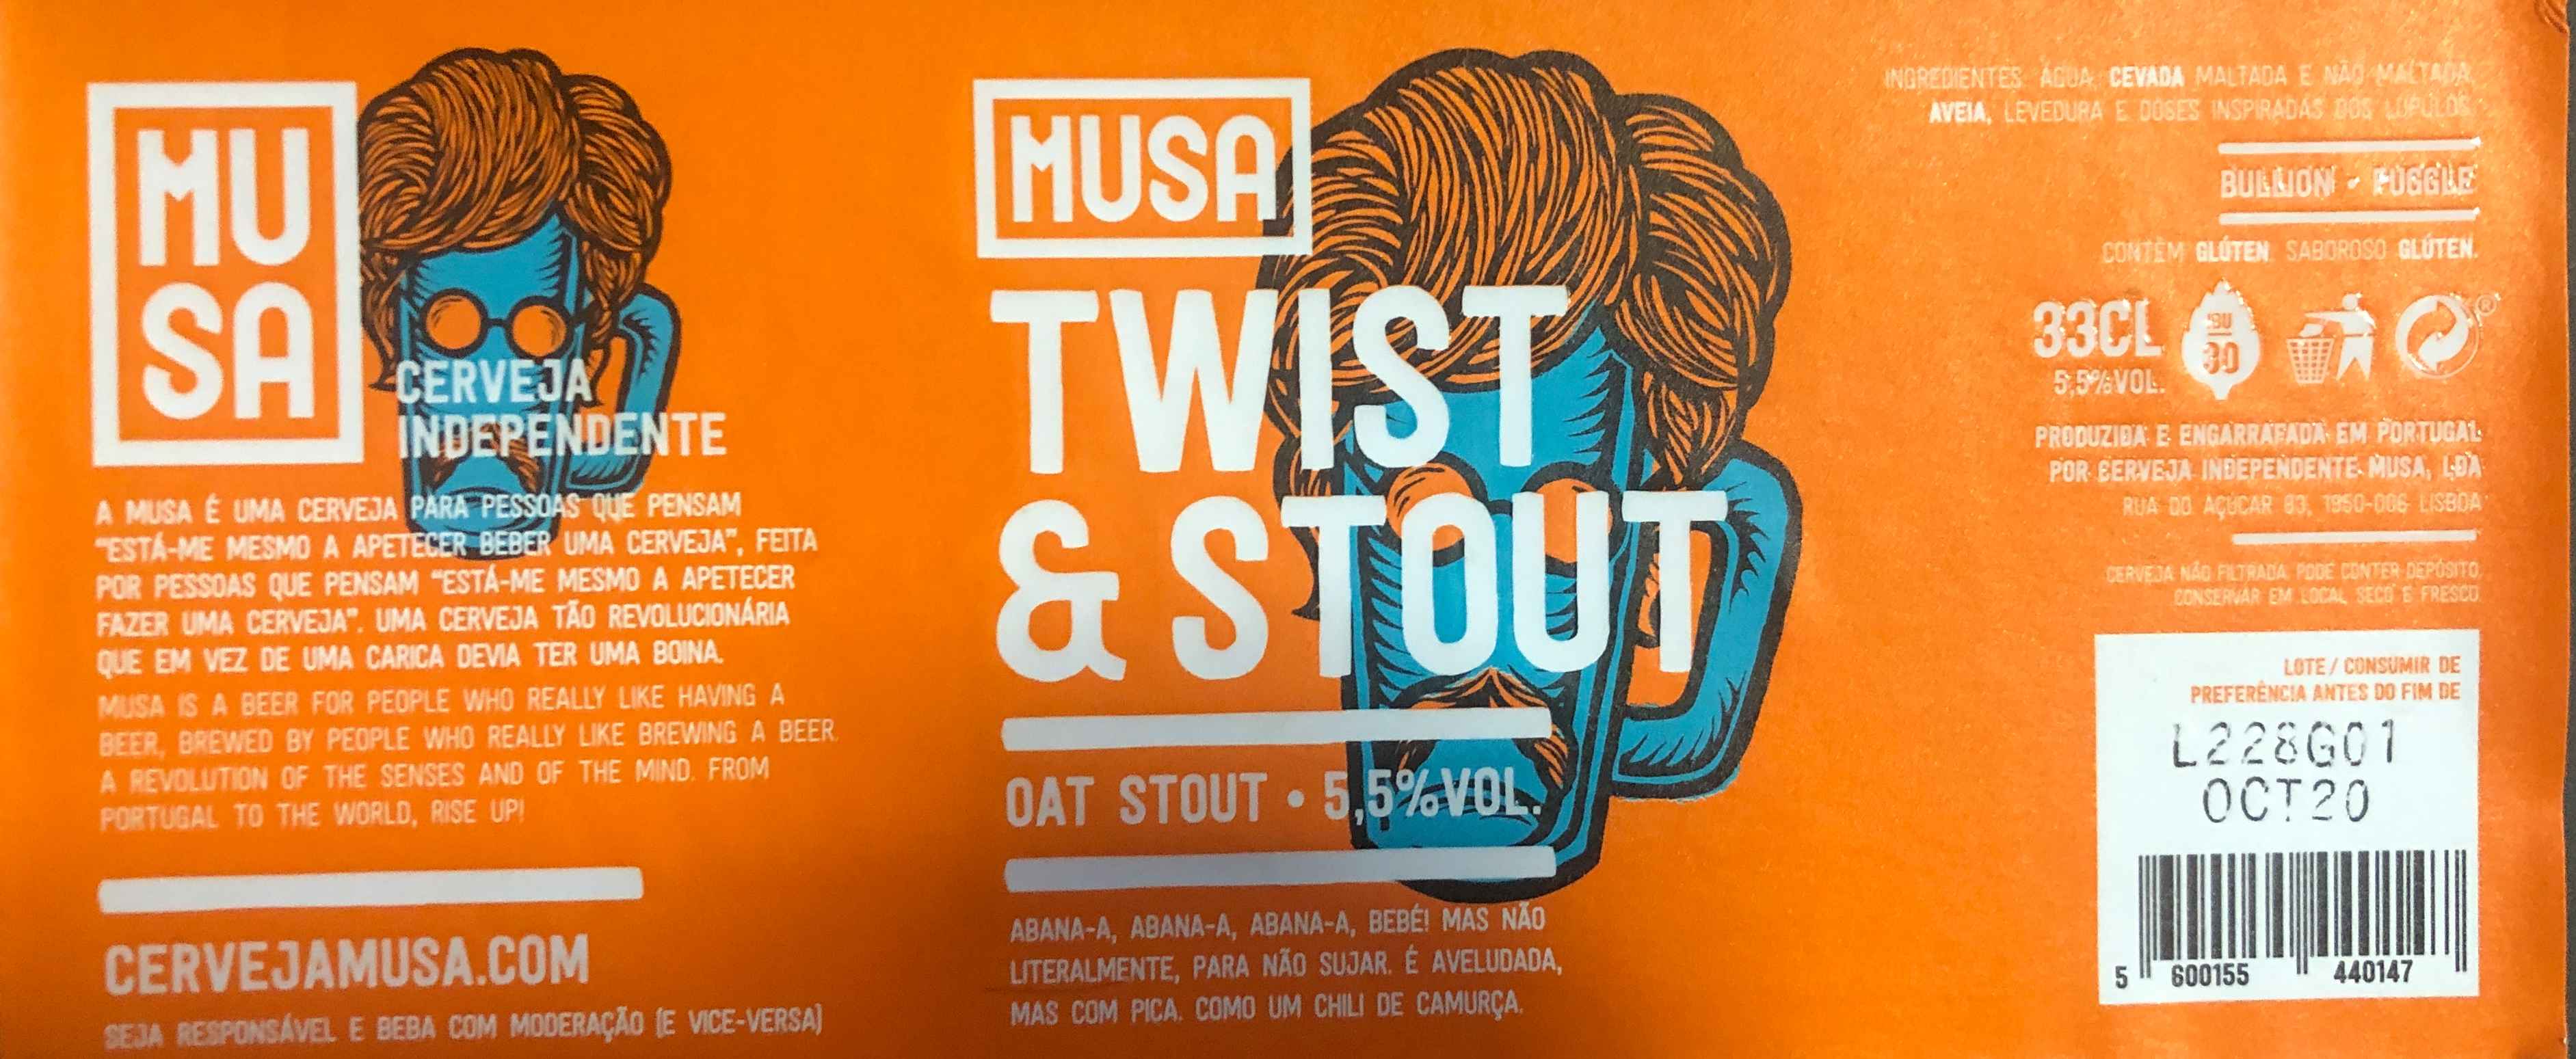 MU
SA
CERVEJA
INDEPENDENTE
A MUSA É UMA CERVEJA PARA PESSOAS QUE PENSAM
"ESTÁ-ME MESMO A APETECER BEBER UMA CERVEJA", FEITA
POR PESSOAS QUE PENSAM "ESTÁ-ME MESMO A APETECER
FAZER UMA CERVEJA". UMA CERVEJA TÃO REVOLUCIONÁRIA
QUE EM VEZ DE UMA CARICA DEVIA TER UMA BOINA.
MUSA IS A BEER FOR PEOPLE WHO REALLY LIKE HAVING A
BEER, BREWED BY PEOPLE WHO REALLY LIKE BREWING A BEER.
A REVOLUTION OF THE SENSES AND OF THE MIND. FROM
PORTUGAL TO THE WORLD, RISE UP!
CERVEJAMUSA.COM
SEJA RESPONSÁVEL E BEBA COM MODERAÇÃO (E VICE-VERSA)
MUSA
TWIST
& STOUT
OAT STOUT • 5,5%VOL.
ABANA-A, ABANA-A, ABANA-A, BEBÉ! MAS NÃO
LITERALMENTE, PARA NÃO SUJAR. É AVELUDADA,
MAS COM PICA. COMO UM CHILI DE CAMURÇA.
INGREDIENTES: ÁGUA, CEVADA MALTADA E NÃO MALTADA,
AVEIA, LEVEDURA E DOSES INSPIRADAS DOS LÚPULOS:
BULLION - FUGGLE
CONTÉM GLÚTEN. SABOROSO GLÚTEN.
33CL
5,5%VOL.
IBU
30
®
PRODUZIDA E ENGARRAFADA EM PORTUGAL
POR CERVEJA INDEPENDENTE MUSA, LDA
RUA DO AÇÚCAR 83, 1950-006 LISBOA
CERVEJA NÃO FILTRADA. PODE CONTER DEPÓSITO.
CONSERVAR EM LOCAL SECO E FRESCO.
LOTE / CONSUMIR DE
PREFERÊNCIA ANTES DO FIM DE
L228G01
OCT20
5 600155 440147